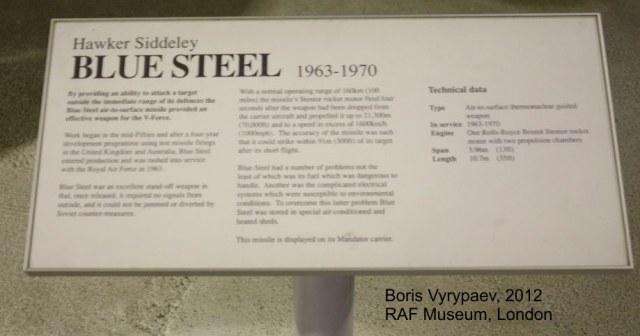 Hawker Siddeley
BLUE STEEL 1963-1970
By providing an ability to attack a target
outside the immediate range of its defences the
Blue Steel air-to-surface missile provided an
effective weapon for the V-Force.
Work began in the mid-Fifties and after a four-year
development programme using test missile firings
in the United Kingdom and Australia, Blue Steel
entered production and was rushed into service
with the Royal Air Force in 1963.
Blue Steel was an excellent stand-off weapon in
that, once released, it required no signals from
outside, and it could not be jammed or diverted by
Soviet counter-measures.
With a normal operating range of 160km (100
miles) the missile's Stentor rocket motor fired four
seconds after the weapon had been dropped from
the carrier aircraft and propelled it up to 21,300m
(70,000ft) and to a speed in excess of 1600km/h
(1000mph). The accuracy of the missile was such
that it could strike within 91m (300ft) of its target
after its short flight.
Blue Steel had a number of problems not the
least of which was its fuel which was dangerous to
handle. Another was the complicated electrical
systems which were susceptible to environmental
conditions. To overcome this latter problem Blue
Steel was stored in special air-conditioned and
heated sheds.
This missile is displayed on its Mandator carrier.
Technical data
Type Air-to-surface thermonuclear guided
weapon
In service 1963-1970
Engine One Rolls-Royce Bristol Stentor rocket
motor with two propulsion chambers
Span 3.96m (13ft)
Length 10.7m (35ft)
Boris Vyrypaev, 2012
RAF Museum, London